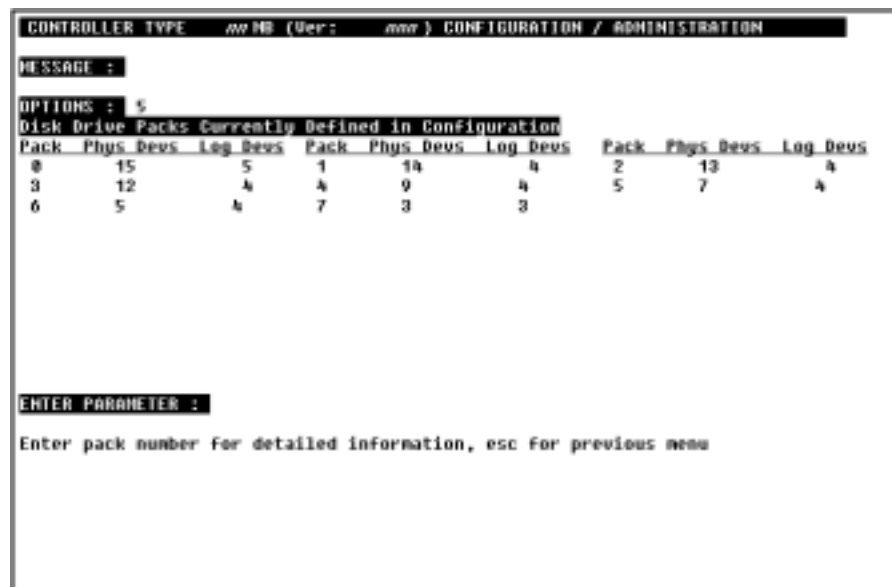 CONTROLLER TYPE nn MB (Ver: nnn) CONFIGURATION / ADMINISTRATION
MESSAGE :
OPTIONS : 5
Disk Drive Packs Currently Defined in Configuration
Pack Phys Devs Log Devs Pack Phys Devs Log Devs Pack Phys Devs Log Devs
0 15 5 1 14 4 2 13 4
3 12 4 4 9 4 5 7 4
6 5 4 7 3 3
ENTER PARAMETER :
Enter pack number for detailed information, esc for previous menu